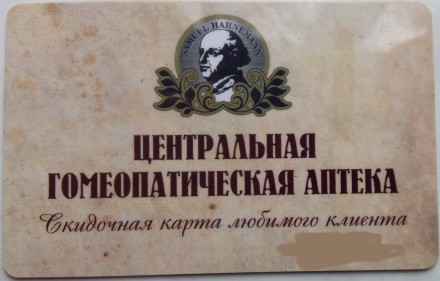 SAMUEL HAHNEMANN
ЦЕНТРАЛЬНАЯ
ГОМЕОПАТИЧЕСКАЯ АПТЕКА
Скидочная карта любимого клиента